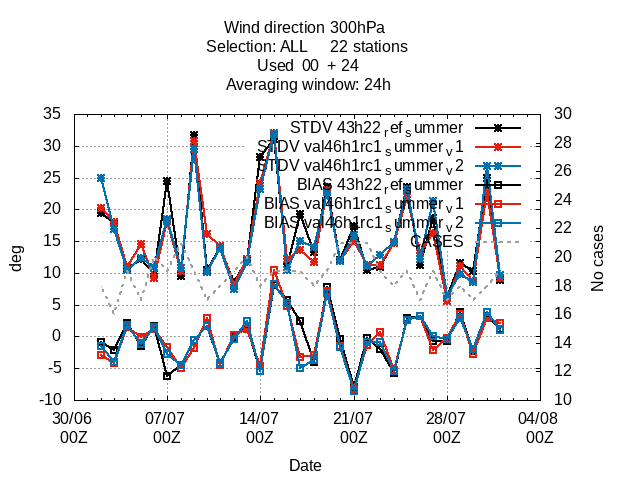 Wind direction 300hPa
Selection: ALL 22 stations
Used 00 + 24
Averaging window: 24h
35 30
STDV 43h22_ref_summer
30 28
STDV val46h1rc1_summer_v1
STDV val46h1rc1_summer_v2
25 26
BIAS 43h22_ref_summer
20 24
BIAS val46h1rc1_summer_v1
BIAS val46h1rc1_summer_v2
22
15 CASES
20
10
18
5
16
0
14
-5 12
-10 10
deg
No cases
30/06 07/07 14/07 21/07 28/07 04/08
00Z 00Z 00Z 00Z 00Z 00Z
Date